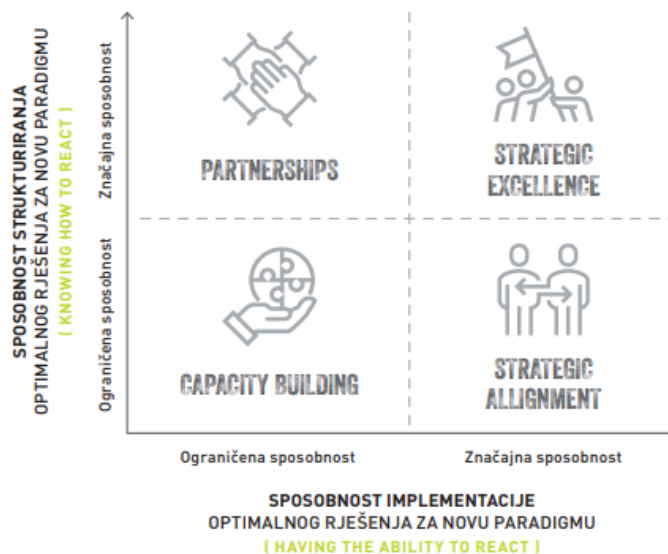 SPOSOBNOST STRUKTURIRANJA
OPTIMALNOG RJEŠENJA ZA NOVU PARADIGMU
( KNOWING HOW TO REACT )
Značajna sposobnost
Ograničena sposobnost
PARTNERSHIPS
STRATEGIC
EXCELLENCE
CAPACITY BUILDING
STRATEGIC
ALLIGNMENT
Ograničena sposobnost
Značajna sposobnost
SPOSOBNOST IMPLEMENTACIJE
OPTIMALNOG RJEŠENJA ZA NOVU PARADIGMU
( HAVING THE ABILITY TO REACT )